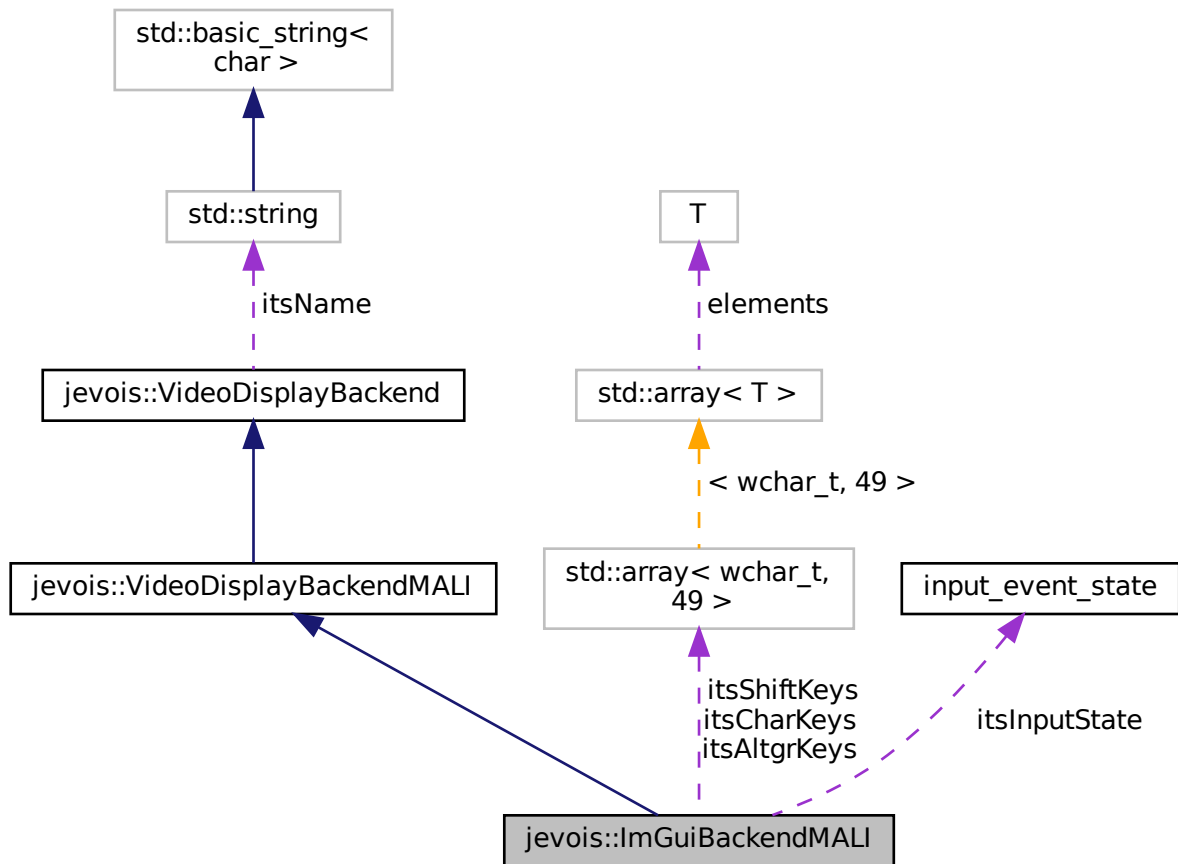 std::basic_string<
char >
std::string
T
itsName
elements
jevois::VideoDisplayBackend
std::array< T >
< wchar_t, 49 >
jevois::VideoDisplayBackendMALI
std::array< wchar_t,
49 >
input_event_state
itsShiftKeys
itsCharKeys
itsAltgrKeys
itsInputState
jevois::ImGuiBackendMALI